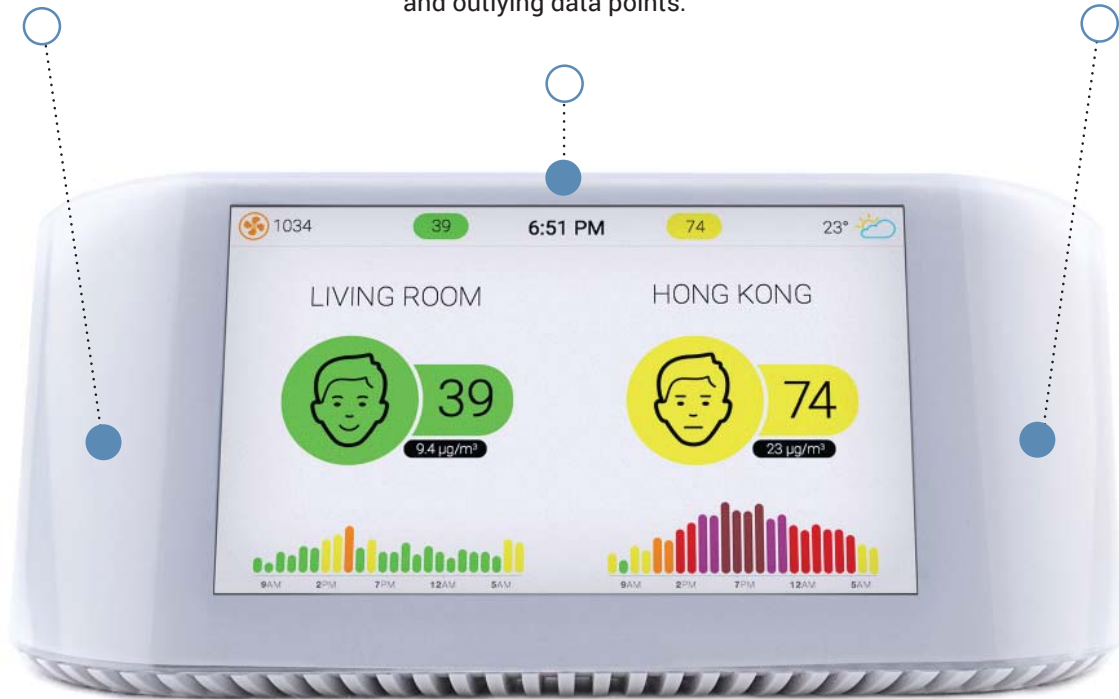 and outlying data points.
1034 39 6:51 PM 74 23°
LIVING ROOM
39
9.4 µg/m³
9AM 2PM 7PM 12AM 5AM
HONG KONG
74
23 µg/m³
9AM 2PM 7PM 12AM 5AM